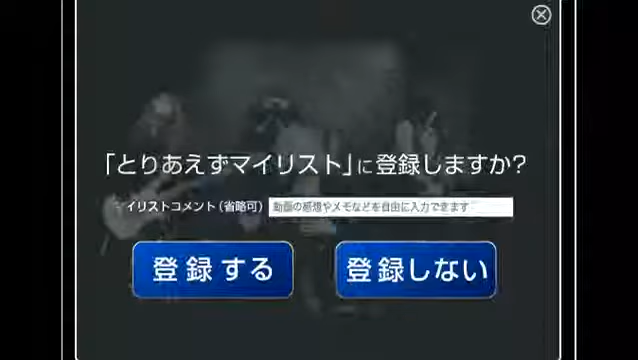 「とりあえずマイリスト」に登録しますか?
イリストコメント(省略可) 動画の感想やメモなどを自由に入力できます
登録する 登録しない